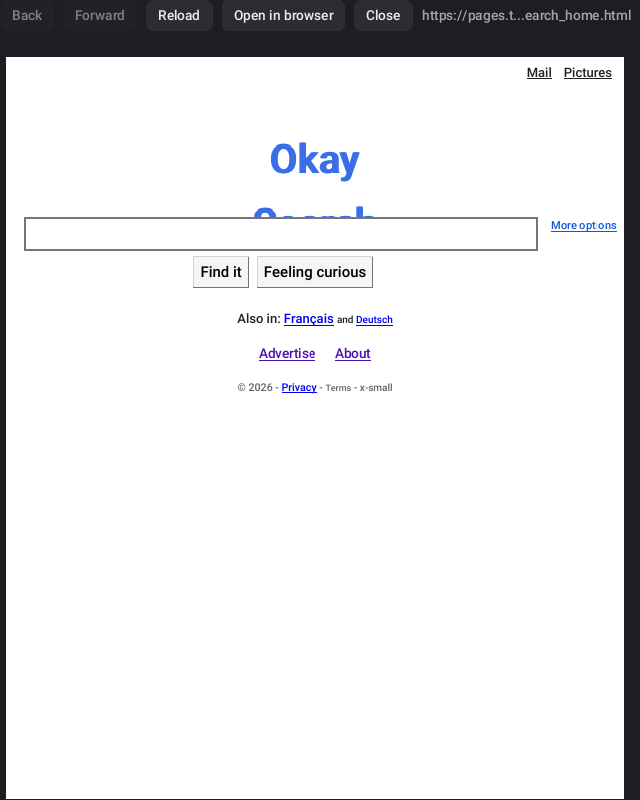 Back Forward Reload Open in browser Close https://pages.t...earch_home.html
Mail Pictures
Okay
Search
More options
Find it Feeling curious
Also in: Français and Deutsch
Advertise About
© 2026 - Privacy - Terms - x-small